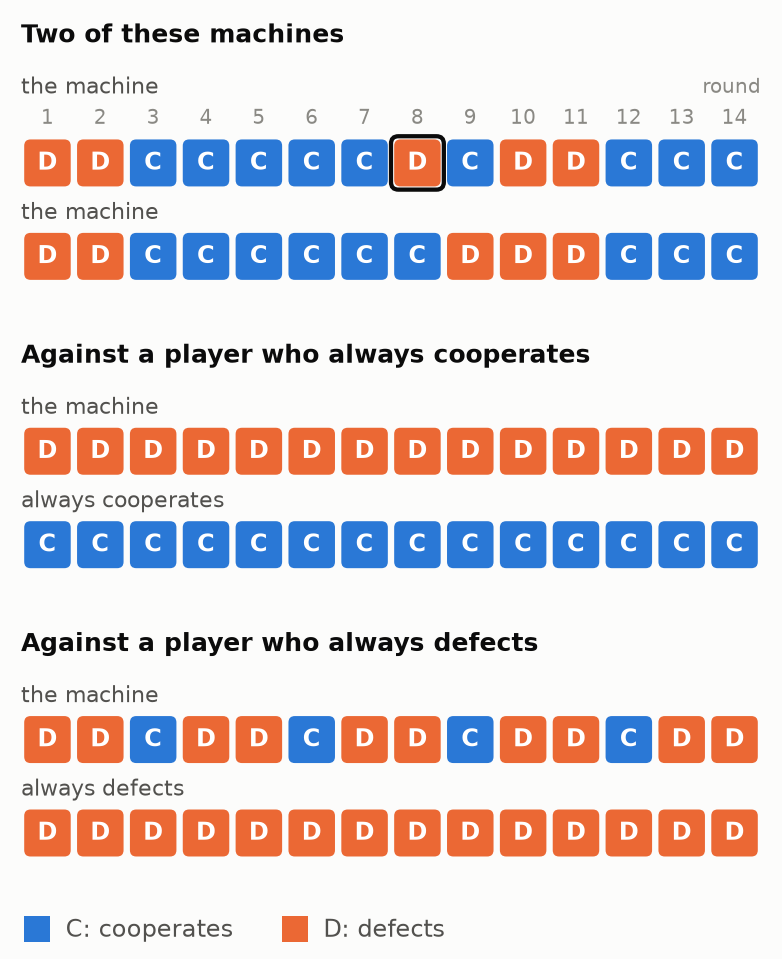 Two of these machines
the machine round
1 2 3 4 5 6 7 8 9 10 11 12 13 14
D D C C C C C D C D D C C C
the machine
D D C C C C C C D D D C C C
Against a player who always cooperates
the machine
D D D D D D D D D D D D D D
always cooperates
C C C C C C C C C C C C C C
Against a player who always defects
the machine
D D C D D C D D C D D C D D
always defects
D D D D D D D D D D D D D D
C: cooperates D: defects